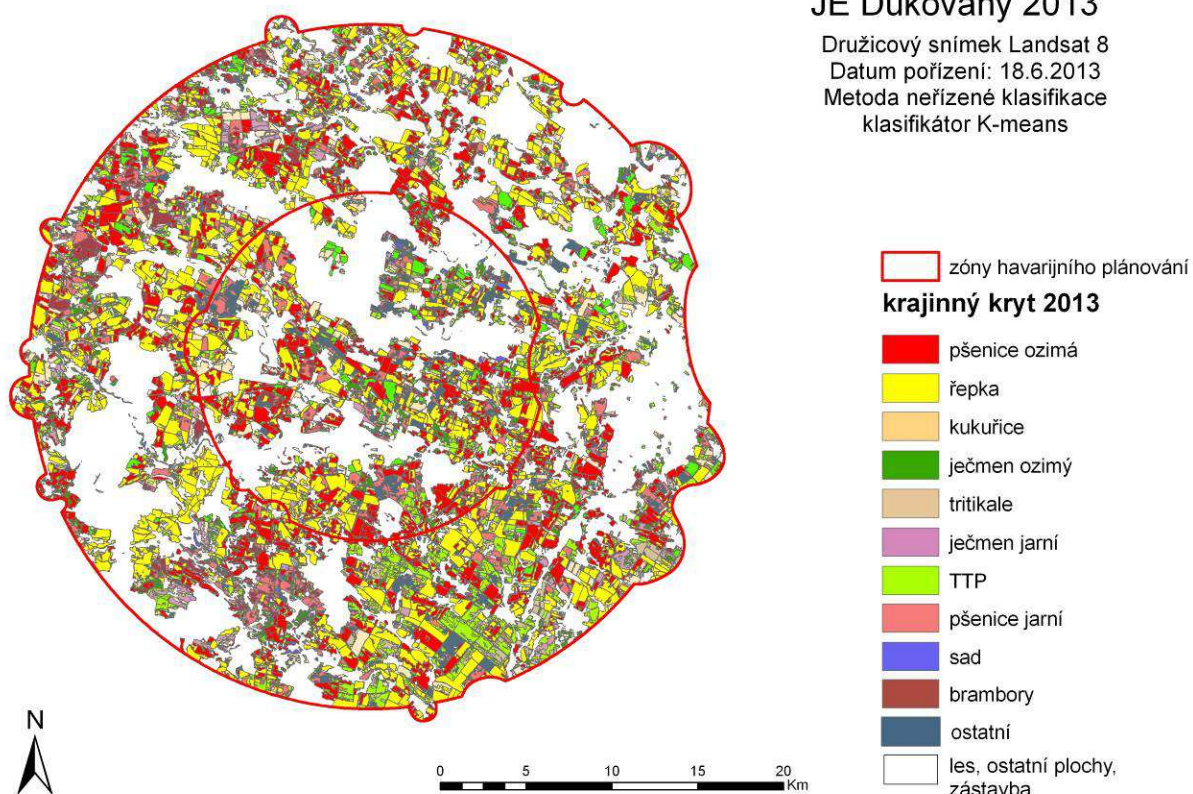 JE Dukovany 2013
Družicový snímek Landsat 8
Datum pořízení: 18.6.2013
Metoda neřízené klasifikace
klasifikátor K-means
zóny havarijního plánování
krajinný kryt 2013
pšenice ozimá
řepka
kukuřice
ječmen ozimý
tritikale
ječmen jarní
TTP
pšenice jarní
sad
brambory
ostatní
les, ostatní plochy,
zástavba
N
0 5 10 15 20
Km